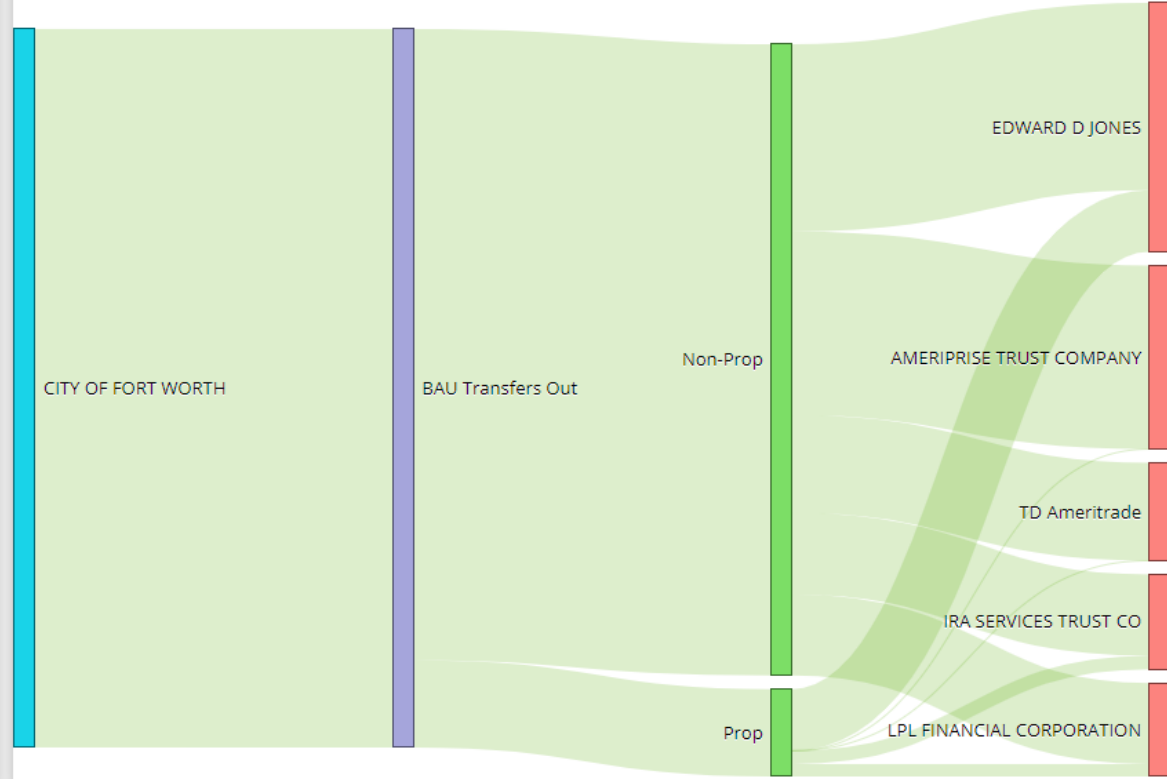 CITY OF FORT WORTH
BAU Transfers Out
Non-Prop
Prop
EDWARD D JONES
AMERIPRISE TRUST COMPANY
TD Ameritrade
IRA SERVICES TRUST CO
LPL FINANCIAL CORPORATION